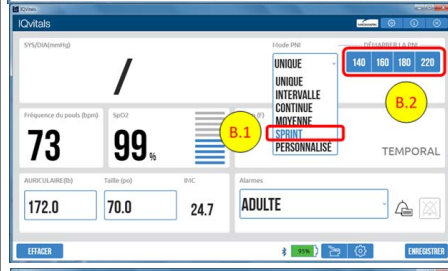 IQvitals
IQvitals
SYS/DIA(mmHg)
/
Mode PNI
UNIQUE
UNIQUE
INTERVALLE
CONTINUE
MOYENNE
SPRINT
PERSONNALISÉ
DÉMARRER LA PNI
140 160 180 220
B.1
B.2
Fréquence du pouls (bpm)
73
SpO2
99 %
(F)
TEMPORAL
AURICULAIRE(lb)
172.0
Taille (po)
70.0
IMC
24.7
Alarmes
ADULTE
EFFACER
95%
ENREGISTRER